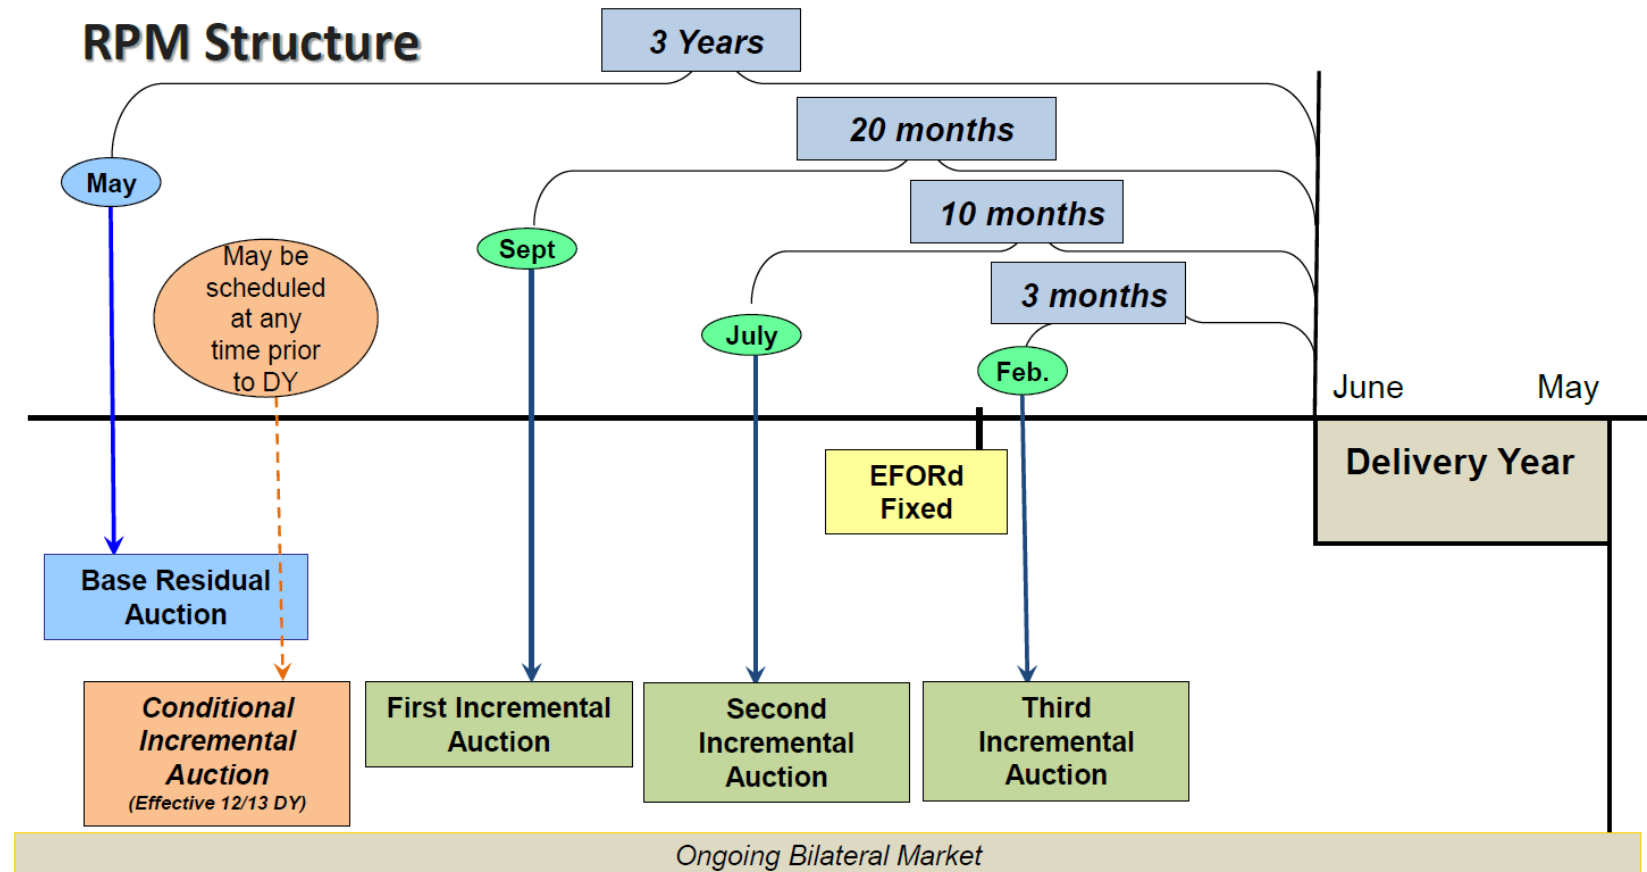 RPM Structure
3 Years
20 months
May
10 months
Sept
May be
scheduled
at any
time prior
to DY
3 months
July
Feb.
June
May
Delivery Year
EFORd
Fixed
Base Residual
Auction
Conditional
Incremental
Auction
(Effective 12/13 DY)
First Incremental
Auction
Second
Incremental
Auction
Third
Incremental
Auction
Ongoing Bilateral Market